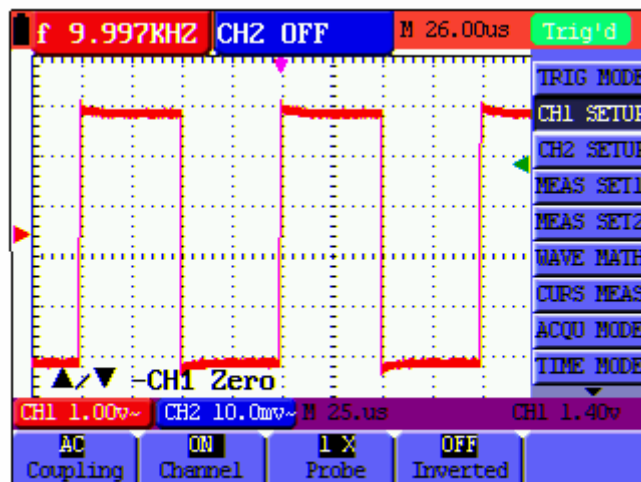 f 9.997KHZ CH2 OFF M 26.00us Trig'd
TRIG MODE
CH1 SETUP
CH2 SETUP
MEAS SET1
MEAS SET2
WAVE MATH
CURS MEAS
ACQU MODE
TIME MODE
▲/▼ -CH1 Zero
CH1 1.00v~ CH2 10.0mv~ M 25.us CH1 1.40v
AC ON 1 X OFF
Coupling Channel Probe Inverted